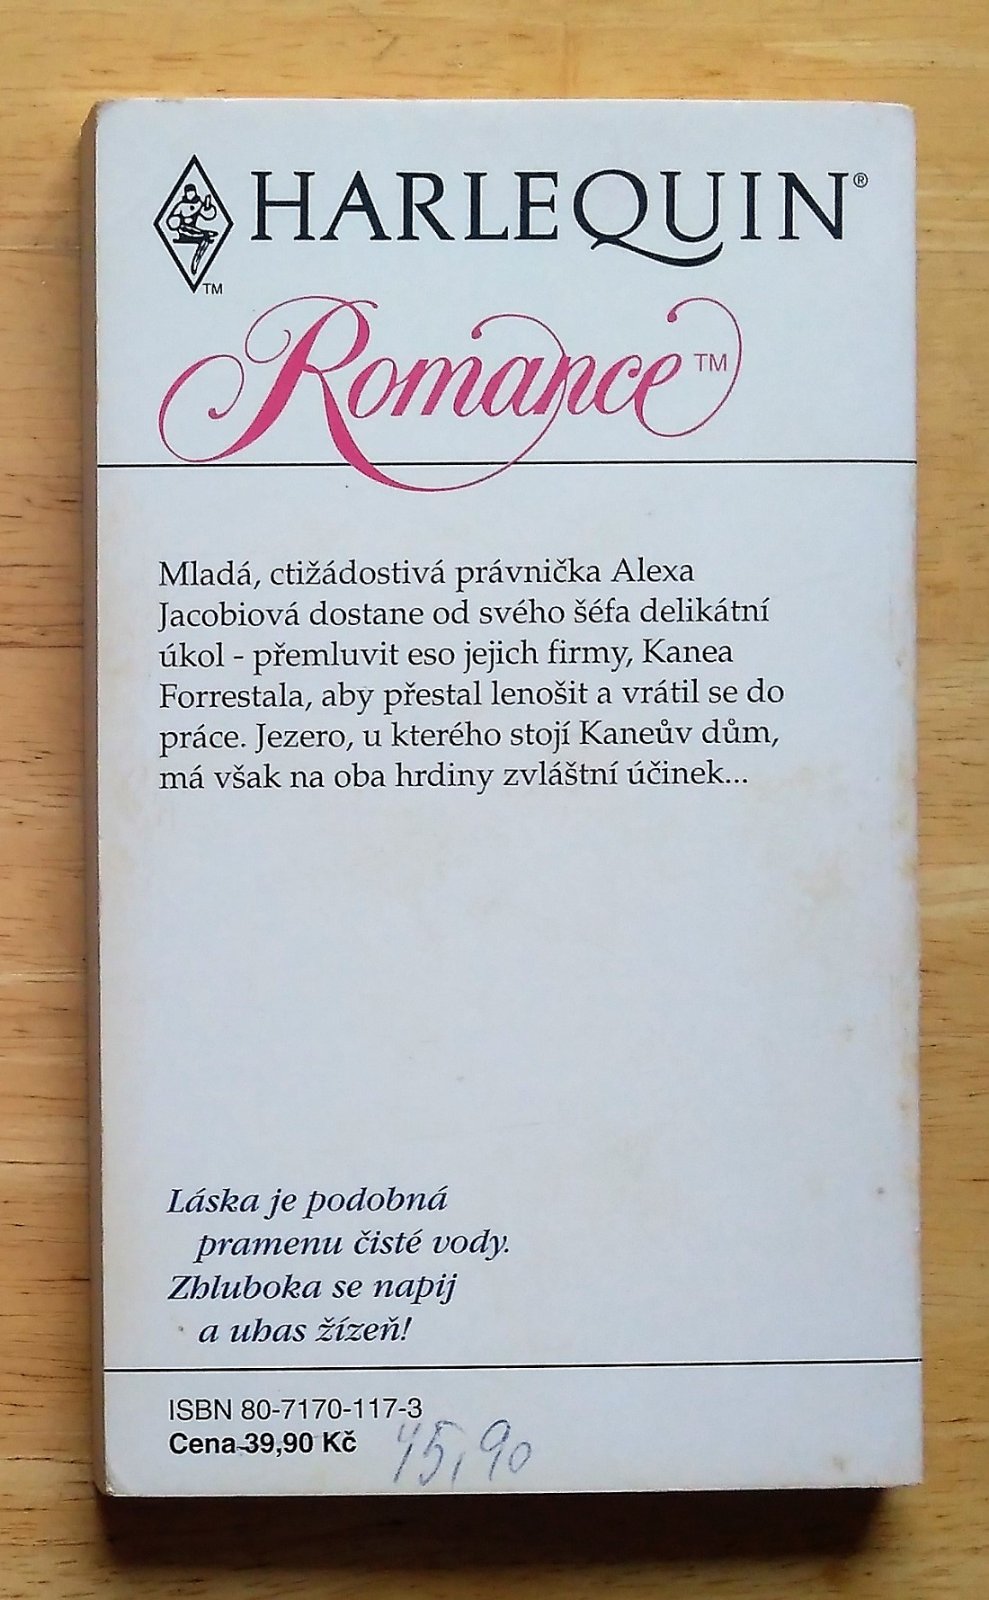 HARLEQUIN®
TM
Romance™
Mladá, ctižádostivá právnička Alexa
Jacobiová dostane od svého šéfa delikátní
úkol - přemluvit eso jejich firmy, Kanea
Forrestala, aby přestal lenošit a vrátil se do
práce. Jezero, u kterého stojí Kaneův dům,
má však na oba hrdiny zvláštní účinek...
Láska je podobná
pramenu čisté vody.
Zhluboka se napij
a uhas žízeň!
ISBN 80-7170-117-3
Cena 39,90 Kč 45,90